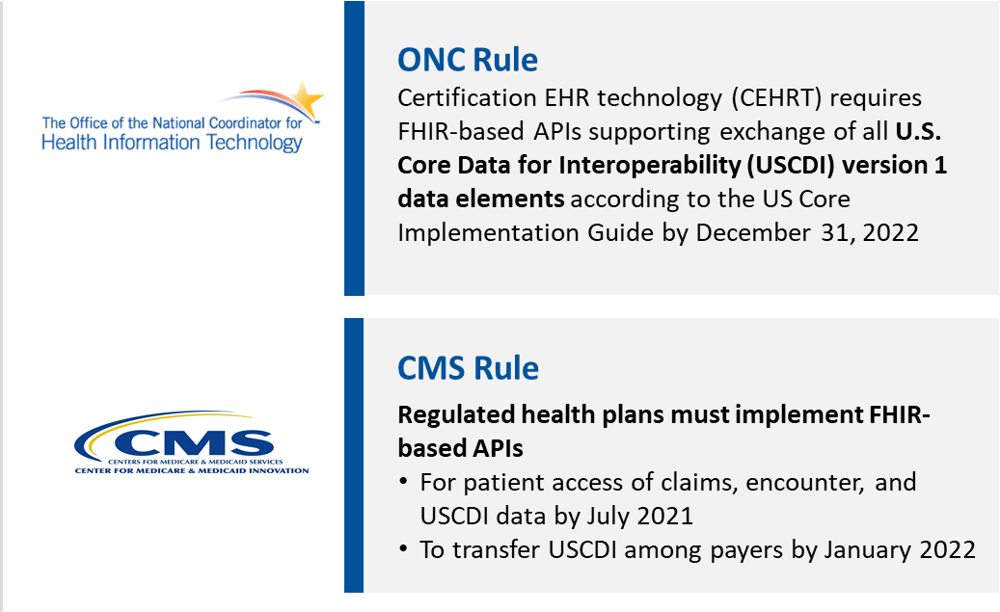 The Office of the National Coordinator for
Health Information Technology
ONC Rule
Certification EHR technology (CEHRT) requires
FHIR-based APIs supporting exchange of all U.S.
Core Data for Interoperability (USCDI) version 1
data elements according to the US Core
Implementation Guide by December 31, 2022
CMS
CENTERS FOR MEDICARE & MEDICAID SERVICES
CENTER FOR MEDICARE & MEDICAID INNOVATION
CMS Rule
Regulated health plans must implement FHIR-
based APIs
• For patient access of claims, encounter, and
USCDI data by July 2021
• To transfer USCDI among payers by January 2022